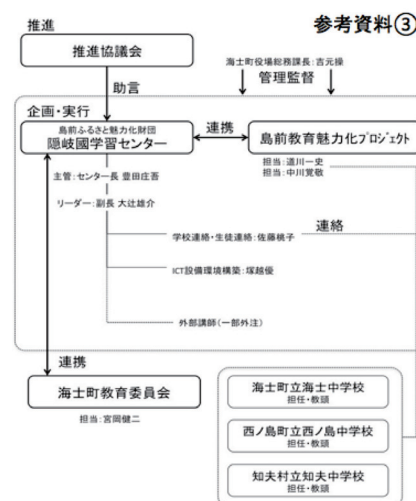 参考資料③
推進
推進協議会
海士町役場総務課長：吉元操
管理監督
助言
企画・実行
島前ふるさと魅力化財団
隠岐國学習センター
連携
島前教育魅力化プロジェクト
担当：道川一史
担当：中川覚敬
主管：センター長 豊田庄吾
リーダー：副長 大辻雄介
学校連絡・生徒連絡：佐藤桃子
連絡
ICT設備環境構築：塚越優
外部講師（一部外注）
連携
海士町教育委員会
担当：宮岡健二
海士町立海士中学校
担任・教頭
西ノ島町立西ノ島中学校
担任・教頭
知夫村立知夫中学校
担任・教頭